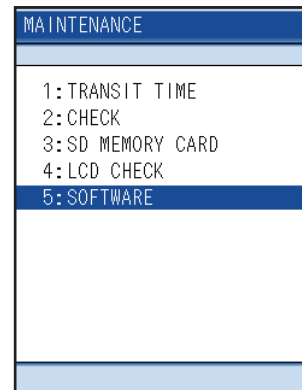 MAINTENANCE
1:TRANSIT TIME
2:CHECK
3:SD MEMORY CARD
4:LCD CHECK
5:SOFTWARE